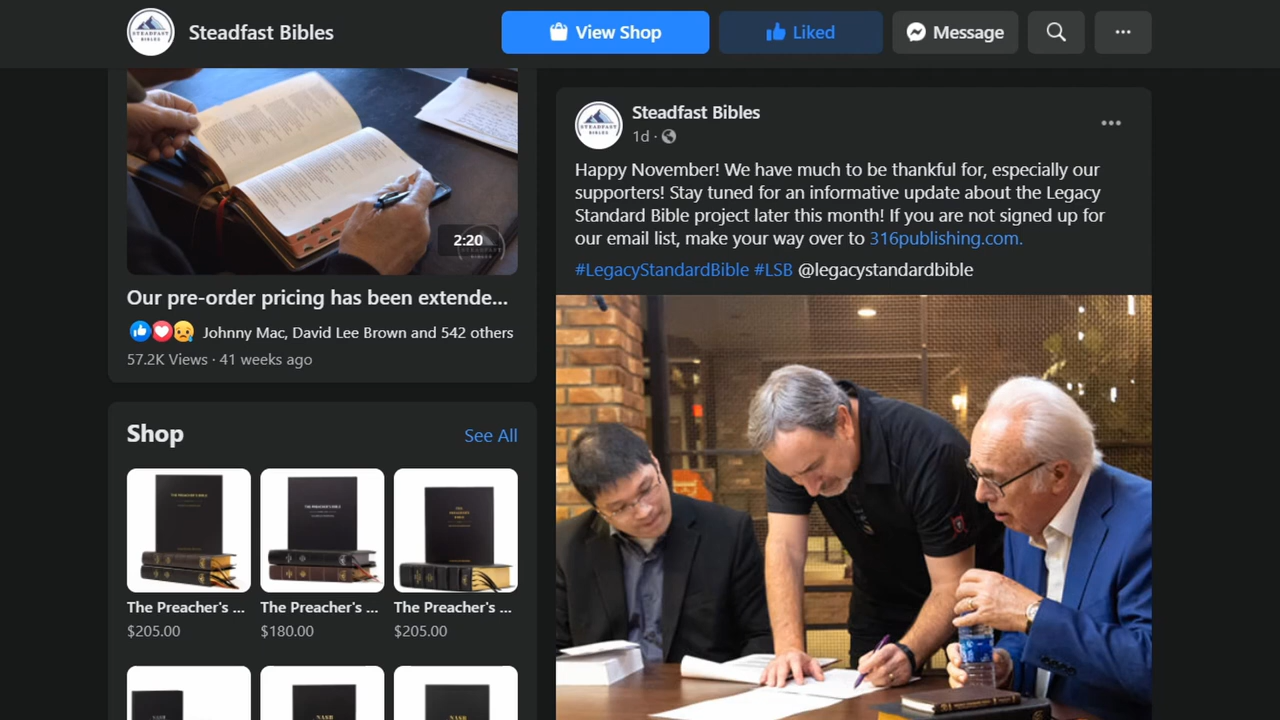 Steadfast Bibles
View Shop
Liked
Message
2:20
Our pre-order pricing has been extende...
Johnny Mac, David Lee Brown and 542 others
57.2K Views · 41 weeks ago
Shop
See All
The Preacher's ...
$205.00
The Preacher's ...
$180.00
The Preacher's ...
$205.00
Steadfast Bibles
1d ·
Happy November! We have much to be thankful for, especially our
supporters! Stay tuned for an informative update about the Legacy
Standard Bible project later this month! If you are not signed up for
our email list, make your way over to 316publishing.com.
#LegacyStandardBible #LSB @legacystandardbible